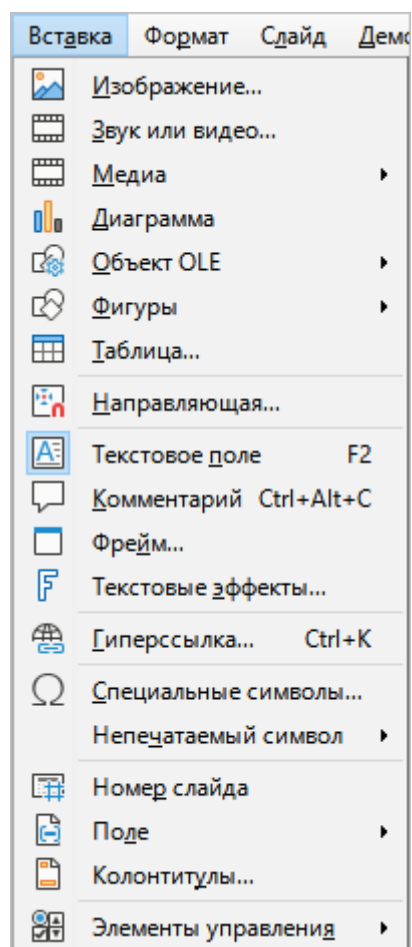 Вставка Формат Слайд Демо
Изображение...
Звук или видео...
Медиа
Диаграмма
Объект OLE
Фигуры
Таблица...
Направляющая...
Текстовое поле F2
Комментарий Ctrl+Alt+C
Фрейм...
Текстовые эффекты...
Гиперссылка... Ctrl+K
Специальные символы...
Непечатаемый символ
Номер слайда
Поле
Колонтитулы...
Элементы управления